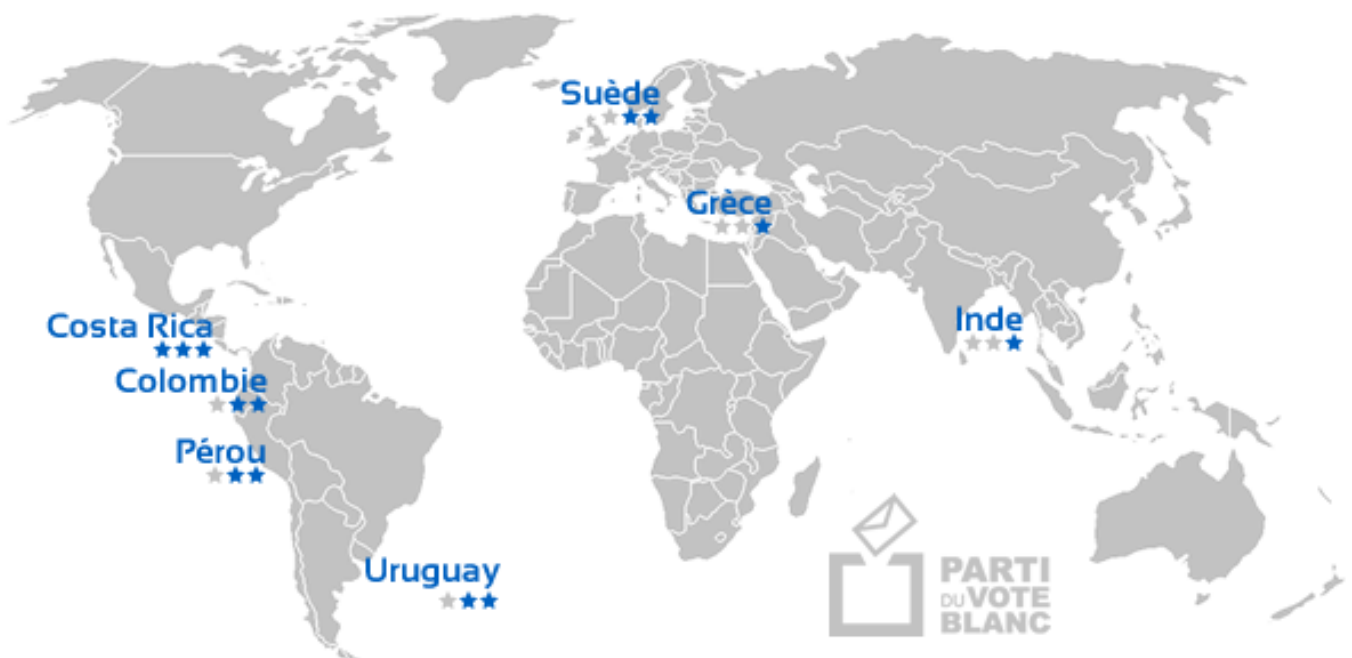 Suède
Grèce
Costa Rica
Inde
Colombie
Pérou
Uruguay
PARTI
DU VOTE
BLANC